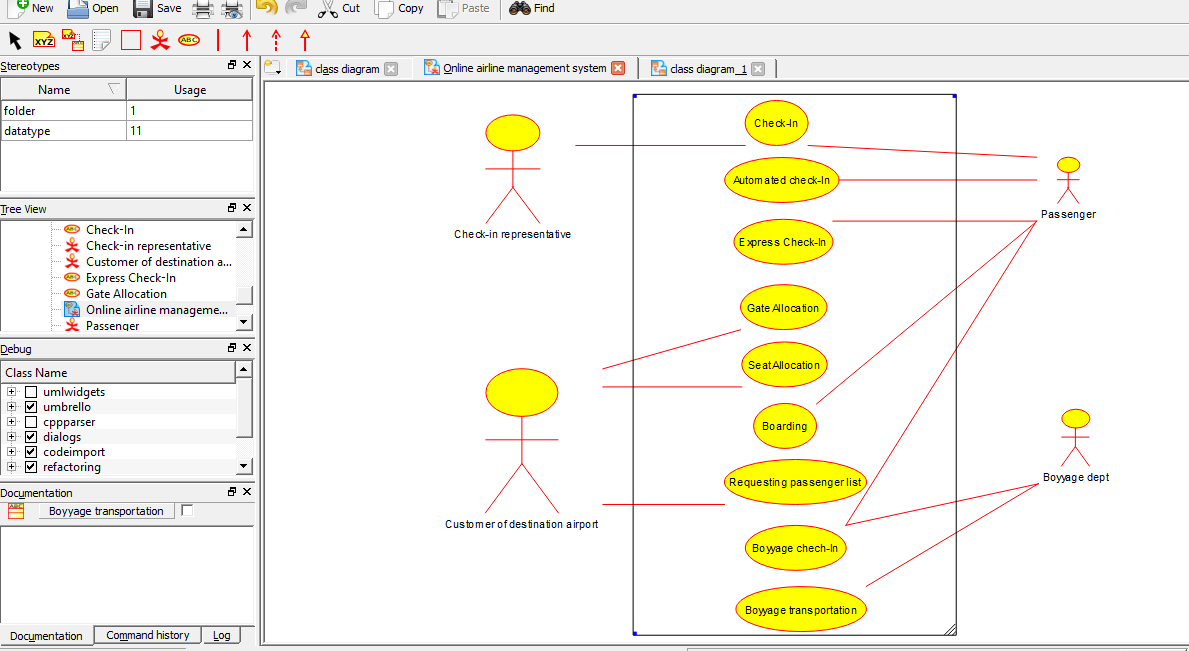 New Open Save Cut Copy Paste Find
XYZ ABC
Stereotypes
Name Usage
folder 1
datatype 11
Tree View
Check-In
Check-in representative
Customer of destination a...
Express Check-In
Gate Allocation
Online airline manageme...
Passenger
Debug
Class Name
umlwidgets
umbrello
cppparser
dialogs
codeimport
refactoring
Documentation
Boyyage transportation
Documentation Command history Log
class diagram Online airline management system class diagram_1
Check-In
Automated check-In
Passenger
Check-in representative
Express Check-In
Gate Allocation
Seat Allocation
Boarding
Requesting passenger list
Boyyage dept
Customer of destination airport
Boyyage chech-In
Boyyage transportation